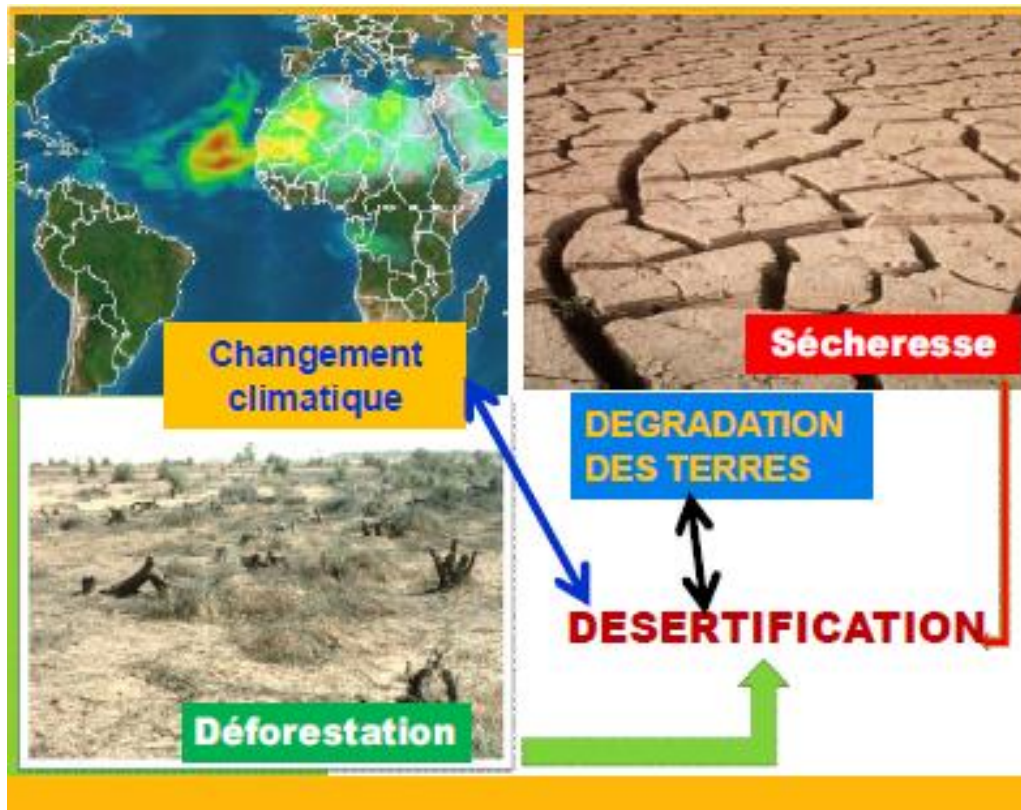 Changement
climatique
Sécheresse
DEGRADATION
DES TERRES
DESERTIFICATION
Déforestation